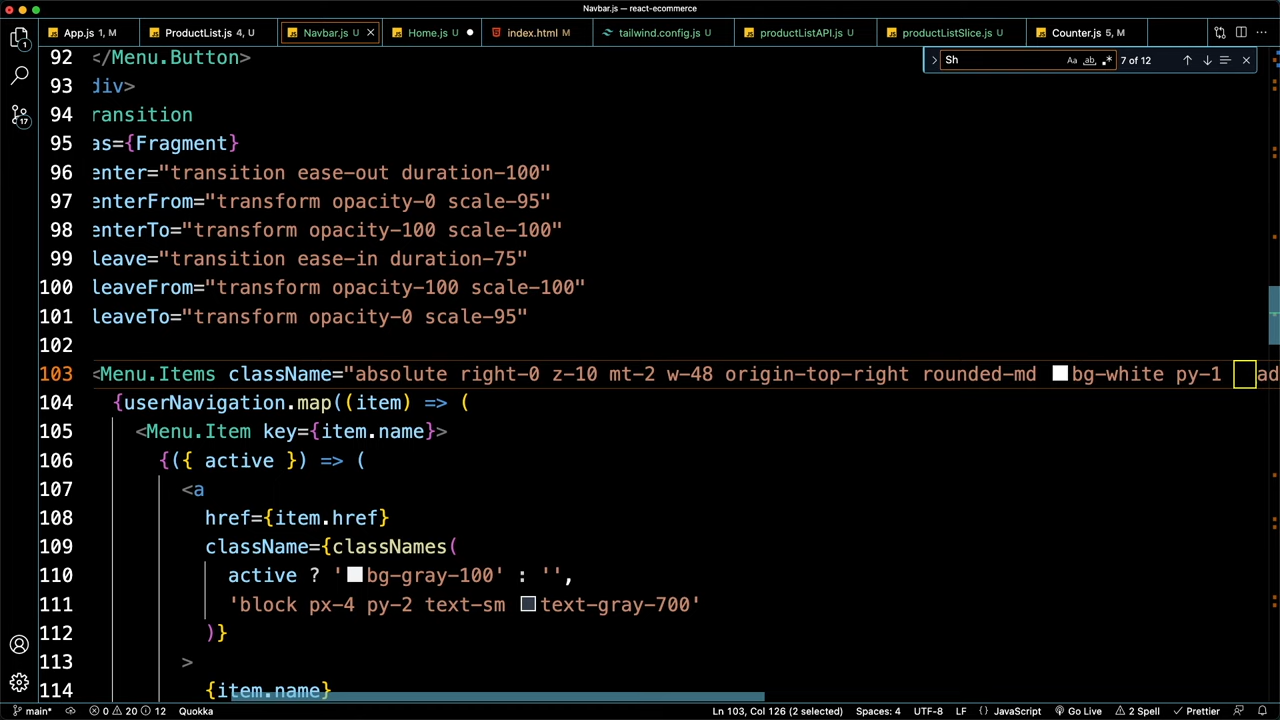 Navbar.js — react-ecommerce
App.js 1, M
ProductList.js 4, U
Navbar.js U
Home.js U
index.html M
tailwind.config.js U
productListAPI.js U
productListSlice.js U
Counter.js 5, M
Sh
Aa
ab
.*
7 of 12
92 </Menu.Button>
93 div>
94 ransition
95 as={Fragment}
96 enter="transition ease-out duration-100"
97 enterFrom="transform opacity-0 scale-95"
98 enterTo="transform opacity-100 scale-100"
99 leave="transition ease-in duration-75"
100 leaveFrom="transform opacity-100 scale-100"
101 leaveTo="transform opacity-0 scale-95"
102
103 <Menu.Items className="absolute right-0 z-10 mt-2 w-48 origin-top-right rounded-md bg-white py-1 ad
104 {userNavigation.map((item) => (
105 <Menu.Item key={item.name}>
106 {({ active }) => (
107 <a
108 href={item.href}
109 className={classNames(
110 active ? 'bg-gray-100' : '',
111 'block px-4 py-2 text-sm text-gray-700'
112 )}
113 >
114 {item.name}
1
17
main*
0 20 12
Quokka
Ln 103, Col 126 (2 selected)
Spaces: 4
UTF-8
LF
{ } JavaScript
Go Live
2 Spell
Prettier